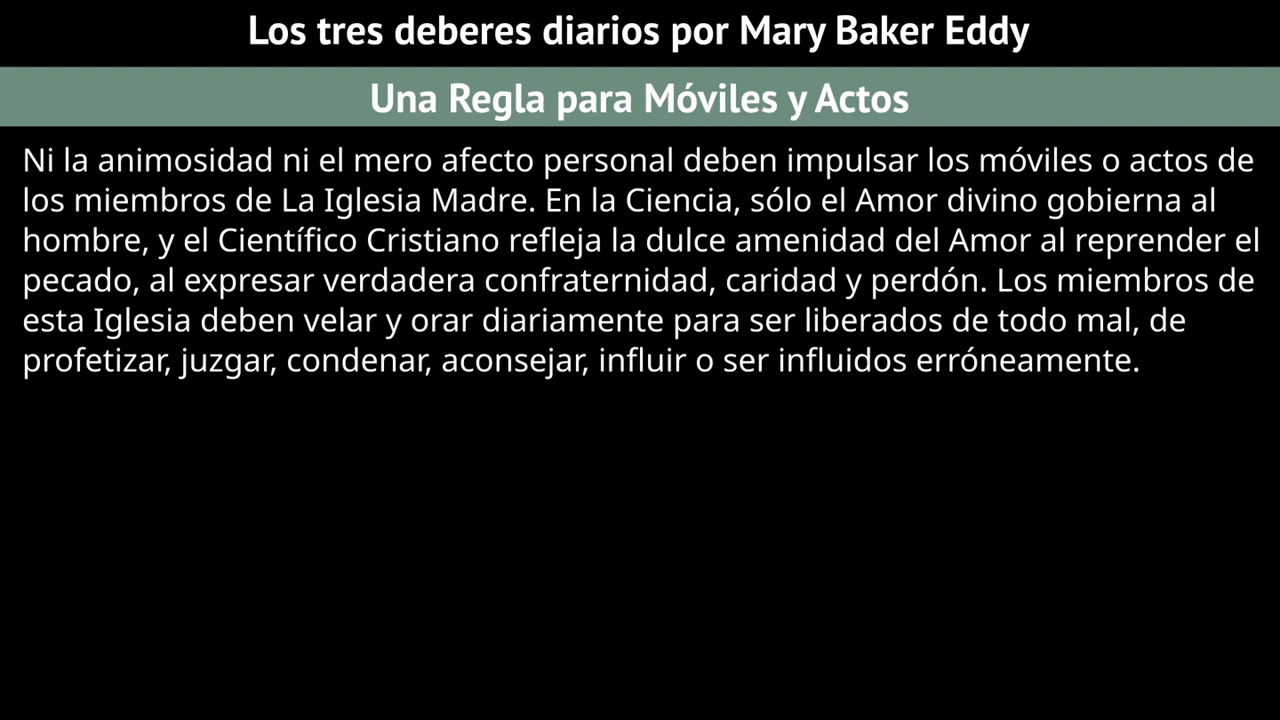 Los tres deberes diarios por Mary Baker Eddy
Una Regla para Móviles y Actos
Ni la animosidad ni el mero afecto personal deben impulsar los móviles o actos de
los miembros de La Iglesia Madre. En la Ciencia, sólo el Amor divino gobierna al
hombre, y el Científico Cristiano refleja la dulce amenidad del Amor al reprender el
pecado, al expresar verdadera confraternidad, caridad y perdón. Los miembros de
esta Iglesia deben velar y orar diariamente para ser liberados de todo mal, de
profetizar, juzgar, condenar, aconsejar, influir o ser influidos erróneamente.